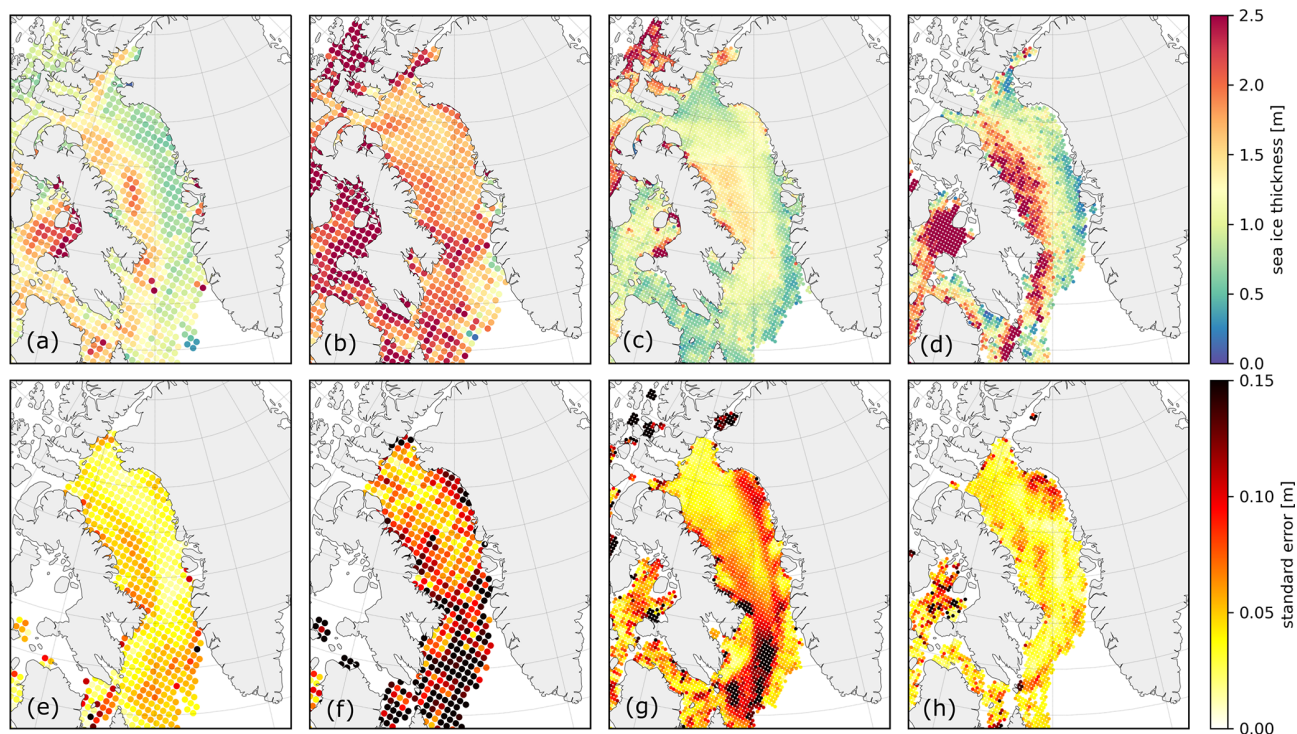 2.5
2.0
1.5
1.0
0.5
0.0
sea ice thickness [m]
(a)
(b)
(c)
(d)
0.15
0.10
0.05
0.00
standard error [m]
(e)
(f)
(g)
(h)